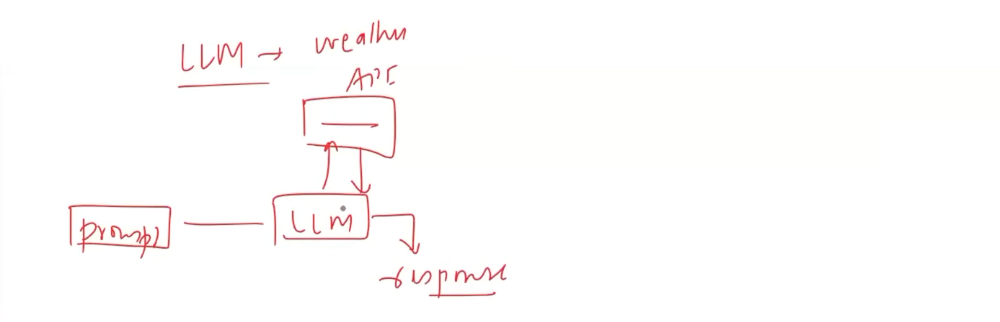 LLM → weather
API
prompt
LLM
response